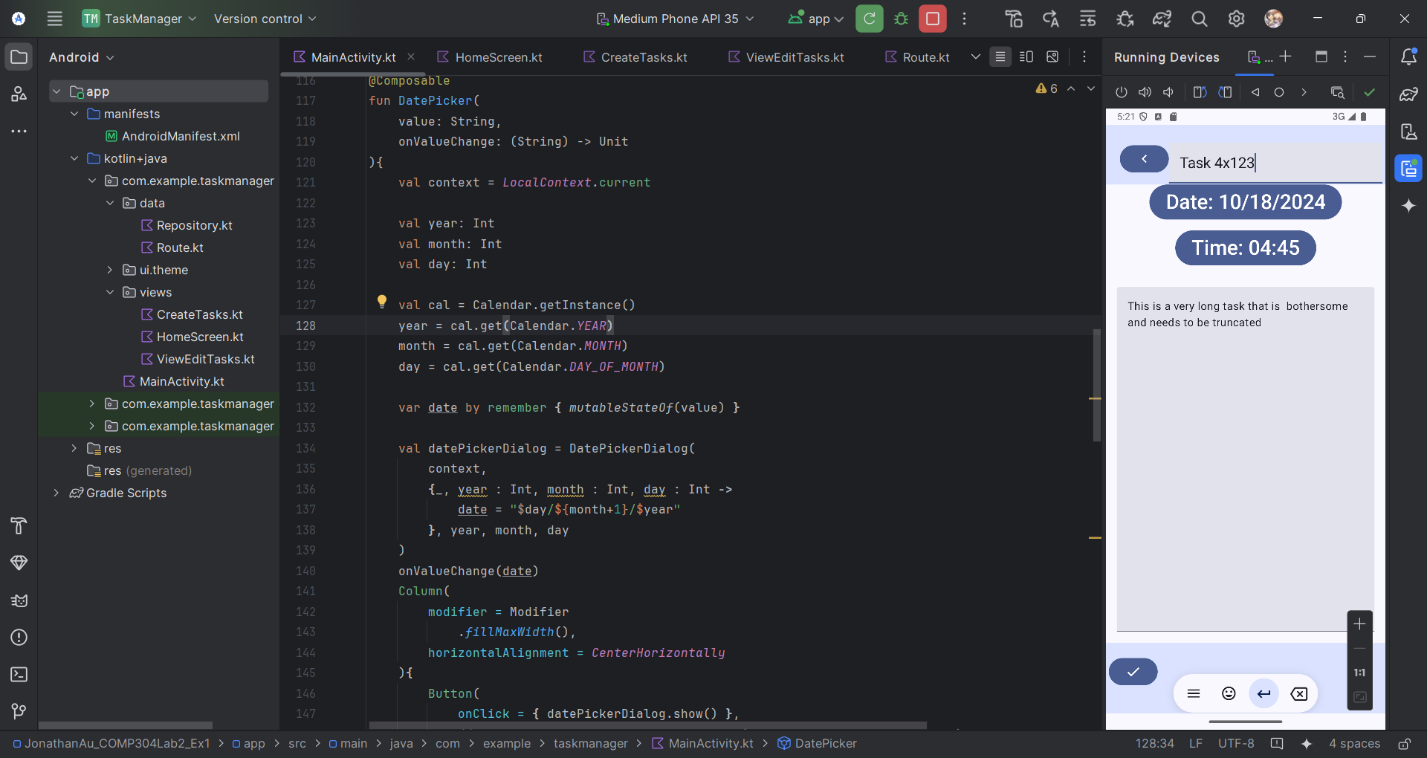 TM TaskManager Version control Medium Phone API 35 app
Android
MainActivity.kt HomeScreen.kt CreateTasks.kt ViewEditTasks.kt Route.kt
Running Devices ...
app
manifests
AndroidManifest.xml
kotlin+java
com.example.taskmanager
data
Repository.kt
Route.kt
ui.theme
views
CreateTasks.kt
HomeScreen.kt
ViewEditTasks.kt
MainActivity.kt
com.example.taskmanager
com.example.taskmanager
res
res (generated)
Gradle Scripts
6
116 @Composable
117 fun DatePicker(
118 value: String,
119 onValueChange: (String) -> Unit
120 ){
121 val context = LocalContext.current
122
123 val year: Int
124 val month: Int
125 val day: Int
126
127 val cal = Calendar.getInstance()
128 year = cal.get(Calendar.YEAR)
129 month = cal.get(Calendar.MONTH)
130 day = cal.get(Calendar.DAY_OF_MONTH)
131
132 var date by remember { mutableStateOf(value) }
133
134 val datePickerDialog = DatePickerDialog(
135 context,
136 {_, year : Int, month : Int, day : Int ->
137 date = "$day/${month+1}/$year"
138 }, year, month, day
139 )
140 onValueChange(date)
141 Column(
142 modifier = Modifier
143 .fillMaxWidth(),
144 horizontalAlignment = CenterHorizontally
145 ){
146 Button(
147 onClick = { datePickerDialog.show() },
5:21 3G
Task 4x123
Date: 10/18/2024
Time: 04:45
This is a very long task that is bothersome
and needs to be truncated
1:1
JonathanAu_COMP304Lab2_Ex1 > app > src > main > java > com > example > taskmanager > MainActivity.kt > DatePicker
128:34 LF UTF-8 4 spaces